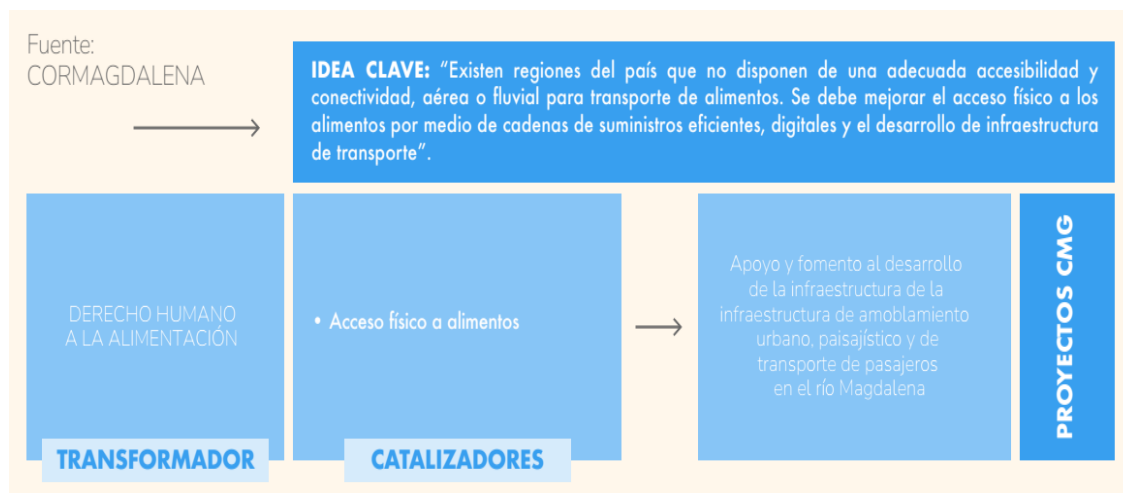 Fuente:
CORMAGDALENA
IDEA CLAVE: “Existen regiones del país que no disponen de una adecuada accesibilidad y
conectividad, aérea o fluvial para transporte de alimentos. Se debe mejorar el acceso físico a los
alimentos por medio de cadenas de suministros eficientes, digitales y el desarrollo de infraestructura
de transporte”.
DERECHO HUMANO
A LA ALIMENTACIÓN
TRANSFORMADOR
• Acceso físico a alimentos
CATALIZADORES
Apoyo y fomento al desarrollo
de la infraestructura de la
infraestructura de amoblamiento
urbano, paisajístico y de
transporte de pasajeros
en el río Magdalena
PROYECTOS CMG